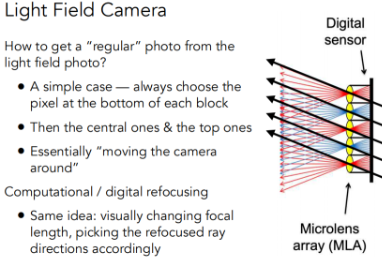 Light Field Camera
How to get a “regular” photo from the
light field photo?
• A simple case — always choose the
pixel at the bottom of each block
• Then the central ones & the top ones
• Essentially “moving the camera
around”
Computational / digital refocusing
• Same idea: visually changing focal
length, picking the refocused ray
directions accordingly
Digital
sensor
Microlens
array (MLA)